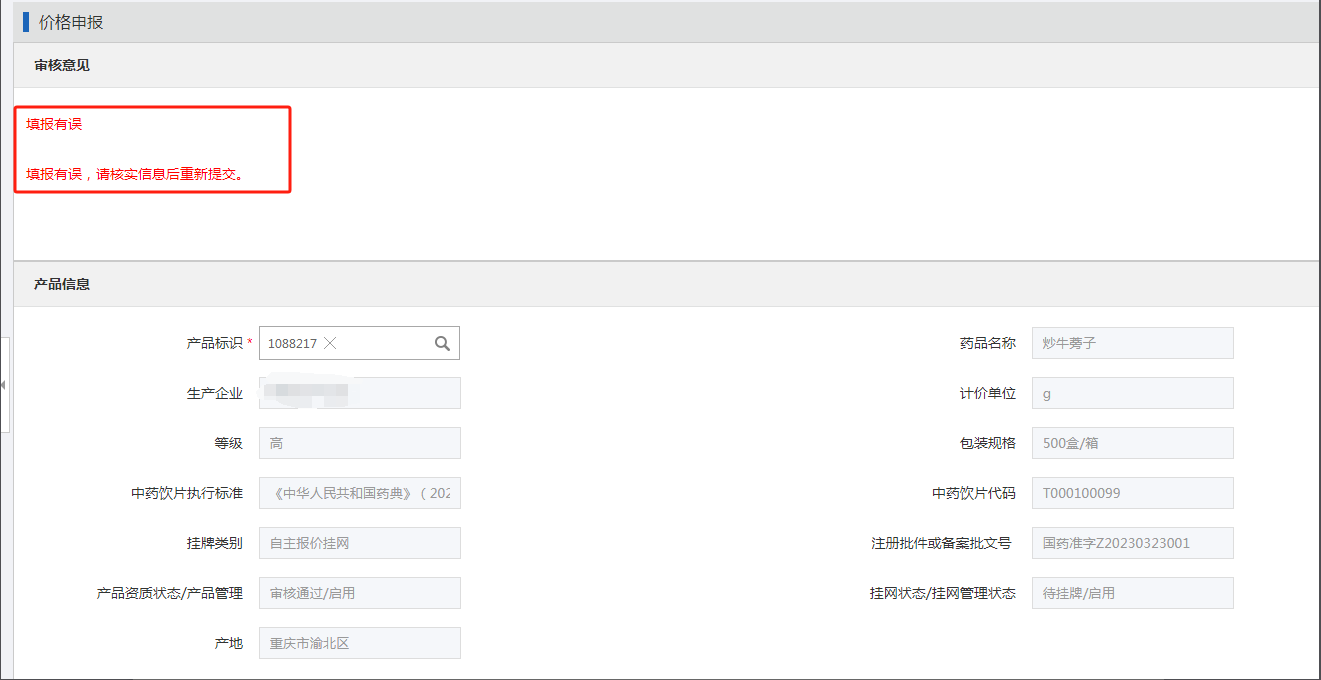 价格申报
审核意见
填报有误
填报有误，请核实信息后重新提交。
产品信息
产品标识 * 1088217 药品名称 炒牛蒡子
生产企业 计价单位 g
等级 高 包装规格 500盒/箱
中药饮片执行标准 《中华人民共和国药典》（202 中药饮片代码 T000100099
挂牌类别 自主报价挂网 注册批件或备案批文号 国药准字Z20230323001
产品资质状态/产品管理 审核通过/启用 挂网状态/挂网管理状态 待挂牌/启用
产地 重庆市渝北区